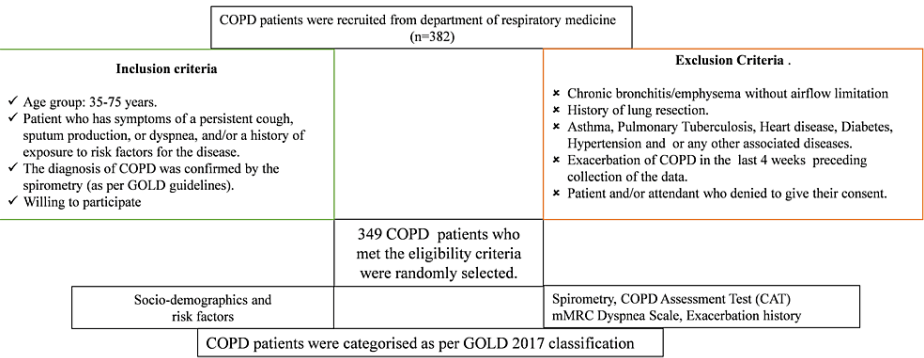 COPD patients were recruited from department of respiratory medicine
(n=382)
Inclusion criteria
✓ Age group: 35-75 years.
✓ Patient who has symptoms of a persistent cough,
sputum production, or dyspnea, and/or a history of
exposure to risk factors for the disease.
✓ The diagnosis of COPD was confirmed by the
spirometry (as per GOLD guidelines).
✓ Willing to participate
Exclusion Criteria .
× Chronic bronchitis/emphysema without airflow limitation
× History of lung resection.
× Asthma, Pulmonary Tuberculosis, Heart disease, Diabetes,
Hypertension and or any other associated diseases.
× Exacerbation of COPD in the last 4 weeks preceding
collection of the data.
× Patient and/or attendant who denied to give their consent.
349 COPD patients who
met the eligibility criteria
were randomly selected.
Socio-demographics and
risk factors
Spirometry, COPD Assessment Test (CAT)
mMRC Dyspnea Scale, Exacerbation history
COPD patients were categorised as per GOLD 2017 classification